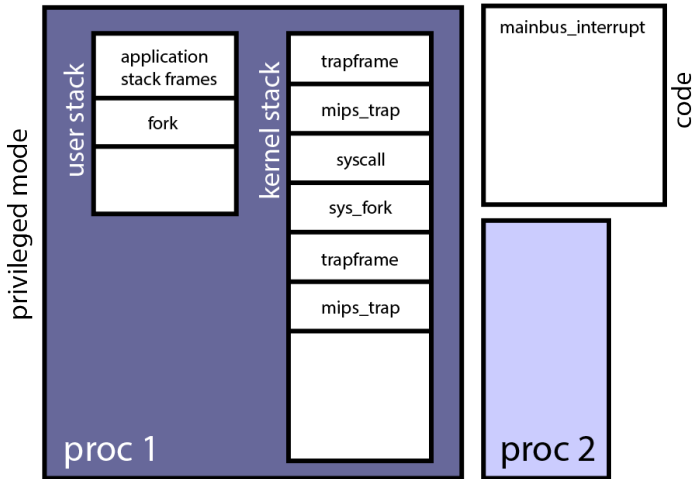 privileged mode
user stack
application
stack frames
fork
kernel stack
trapframe
mips_trap
syscall
sys_fork
trapframe
mips_trap
proc 1
mainbus_interrupt
code
proc 2